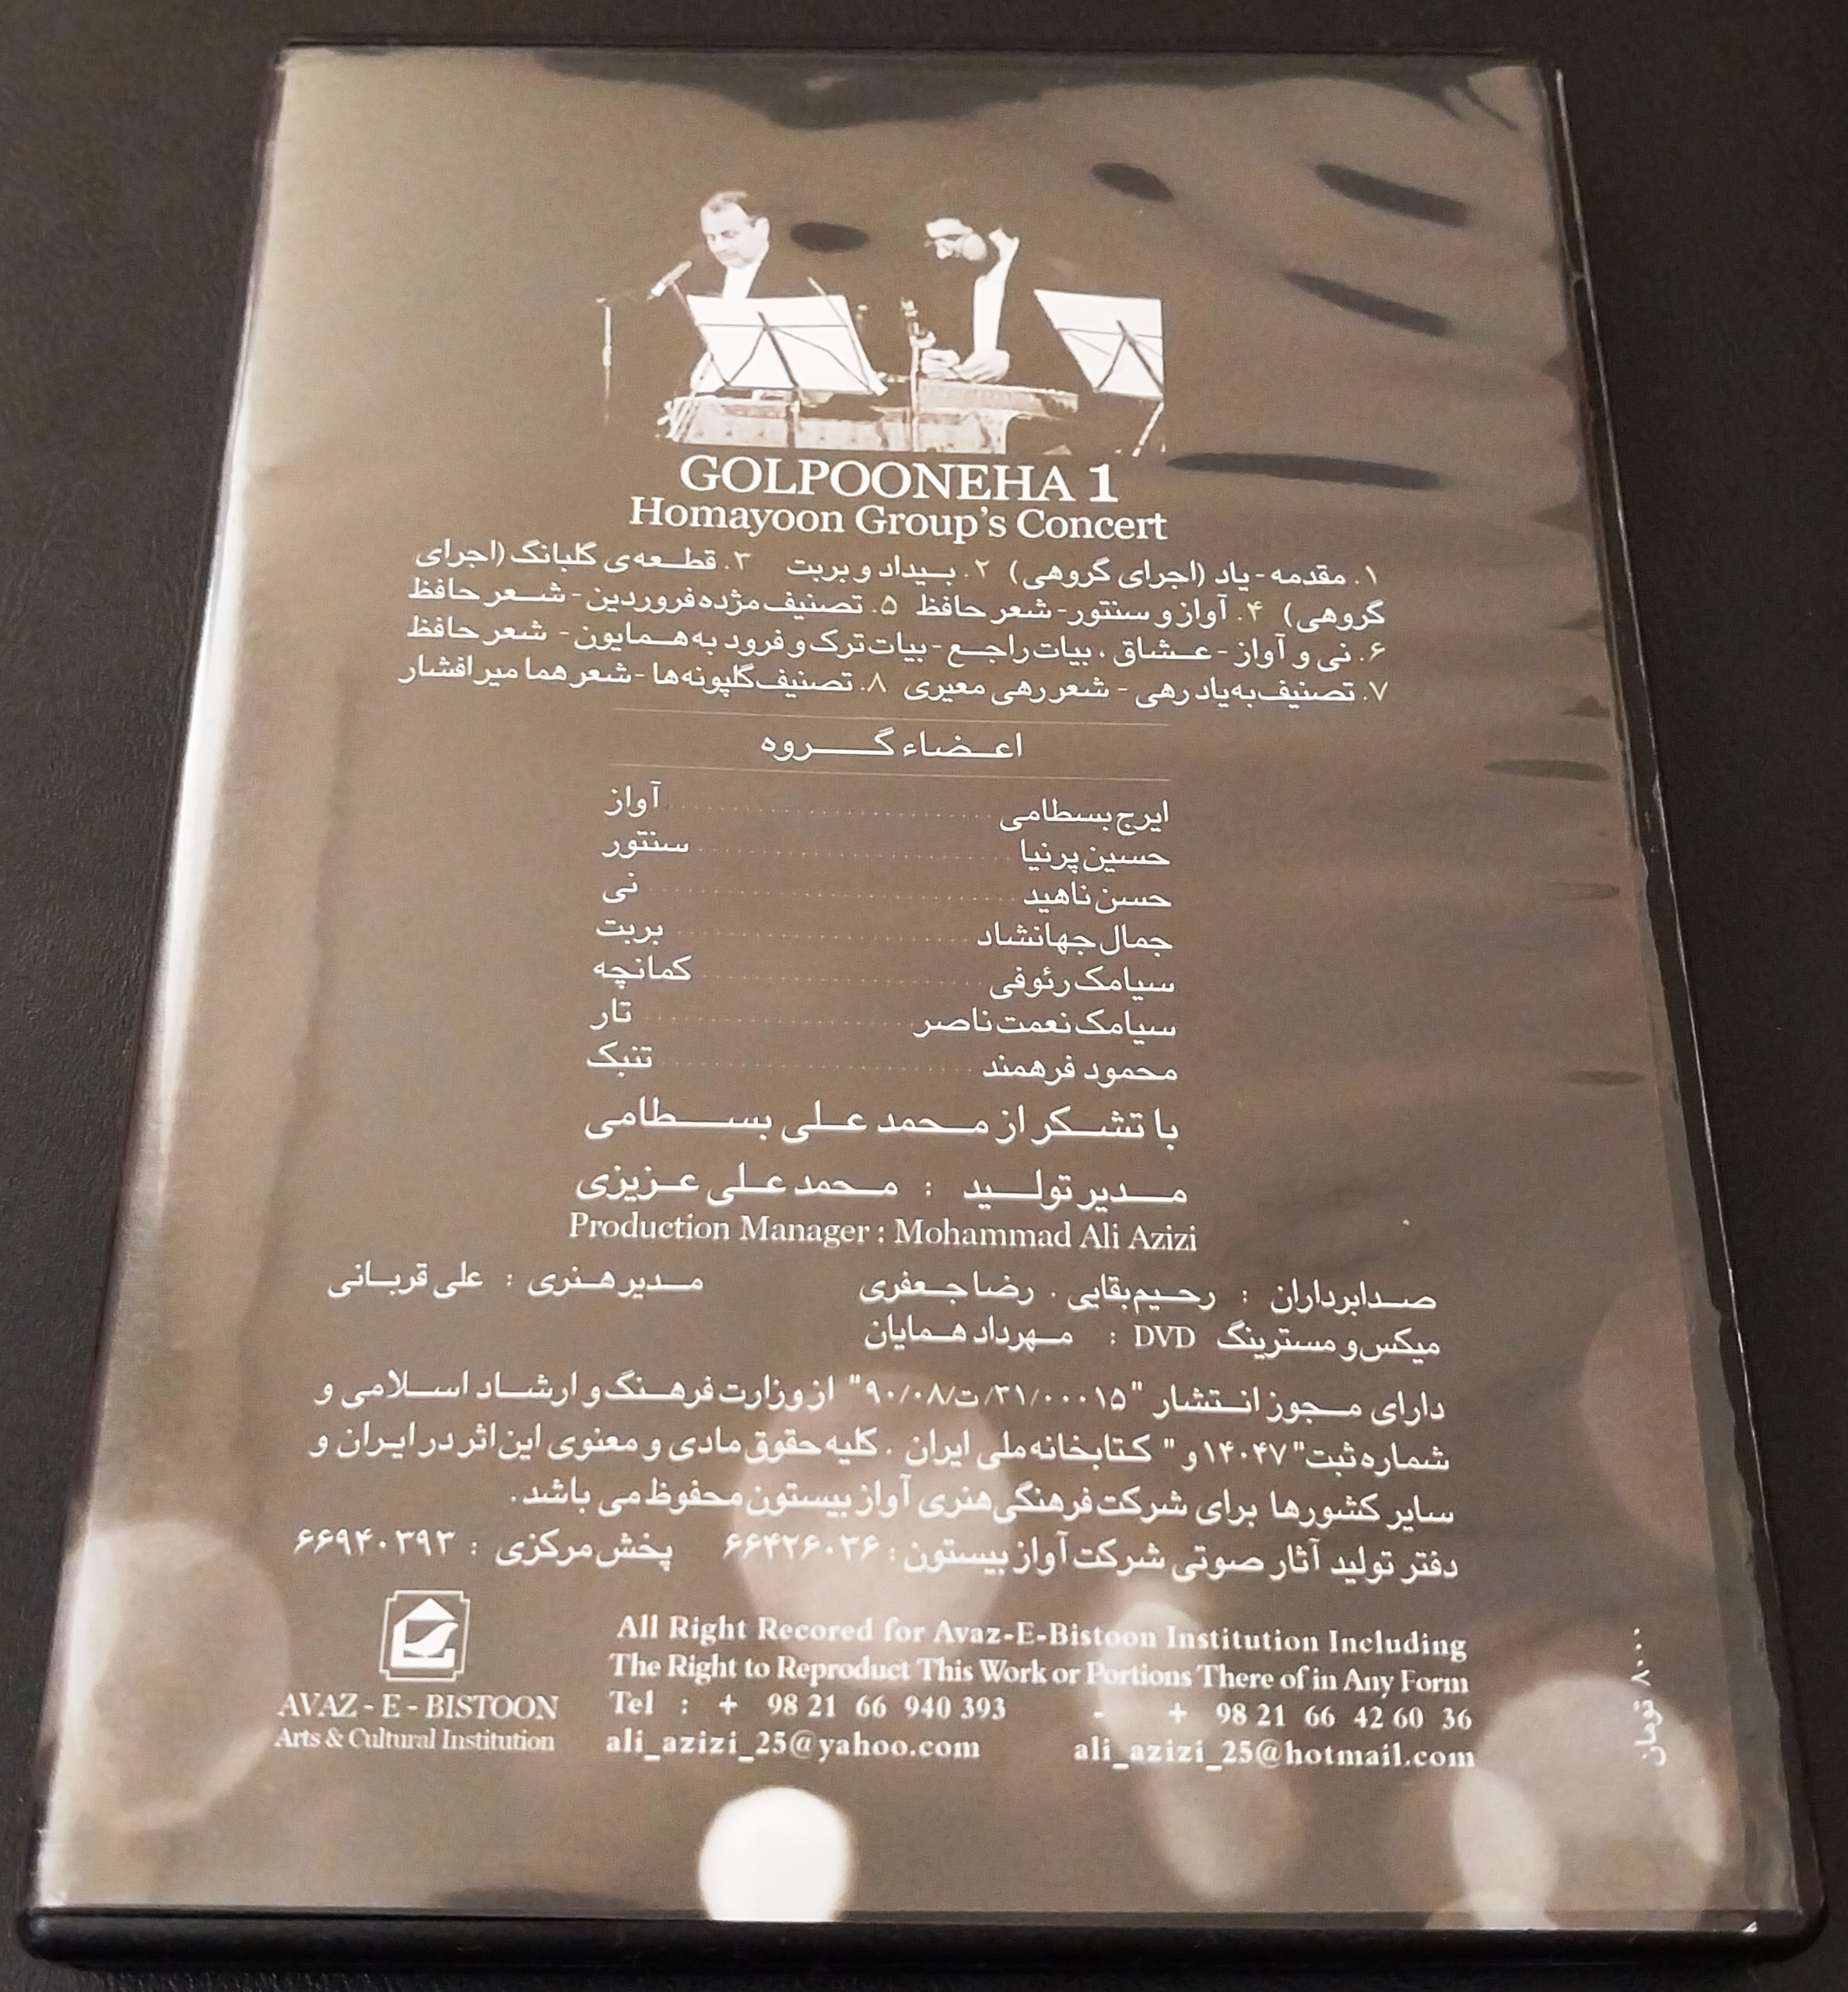 GOLPOONEHA 1
Homayoon Group's Concert
۱. مقدمه - یاد (اجرای گروهی) ۲. بیداد و بربت ۳. قطعه‌ی گلبانگ (اجرای
گروهی) ۴. آواز و سنتور - شعر حافظ ۵. تصنیف مژده فروردین - شعر حافظ
۶. نی و آواز - عشاق ، بیات راجع - بیات ترک و فرود به همایون - شعر حافظ
۷. تصنیف به یاد رهی - شعر رهی معیری ۸. تصنیف گلپونه‌ها - شعر هما میرافشار
اعضاء گروه
ایرج بسطامی آواز
حسین پرنیا سنتور
حسن ناهید نی
جمال جهانشاد بربت
سیامک رئوفی کمانچه
سیامک نعمت ناصر تار
محمود فرهمند تنبک
با تشکر از محمد علی بسطامی
مدیر تولید : محمد علی عزیزی
Production Manager : Mohammad Ali Azizi
صدابرداران : رحیم بقایی . رضا جعفری مدیر هنری : علی قربانی
میکس و مسترینگ DVD : مهرداد همایان
دارای مجوز انتشار "۳۱/۰۰۰۱۵/ت/۹۰/۰۸" از وزارت فرهنگ و ارشاد اسلامی و
شماره ثبت "۱۴۰۴۷و" کتابخانه ملی ایران . کلیه حقوق مادی و معنوی این اثر در ایران و
سایر کشورها برای شرکت فرهنگی هنری آواز بیستون محفوظ می باشد.
دفتر تولید آثار صوتی شرکت آواز بیستون : ۶۶۴۲۶۰۳۶ پخش مرکزی : ۶۶۹۴۰۳۹۳
All Right Recored for Avaz-E-Bistoon Institution Including
The Right to Reproduct This Work or Portions There of in Any Form
Tel : + 98 21 66 940 393 - + 98 21 66 42 60 36
ali_azizi_25@yahoo.com ali_azizi_25@hotmail.com
AVAZ - E - BISTOON
Arts & Cultural Institution
۸۰۰۰ تومان